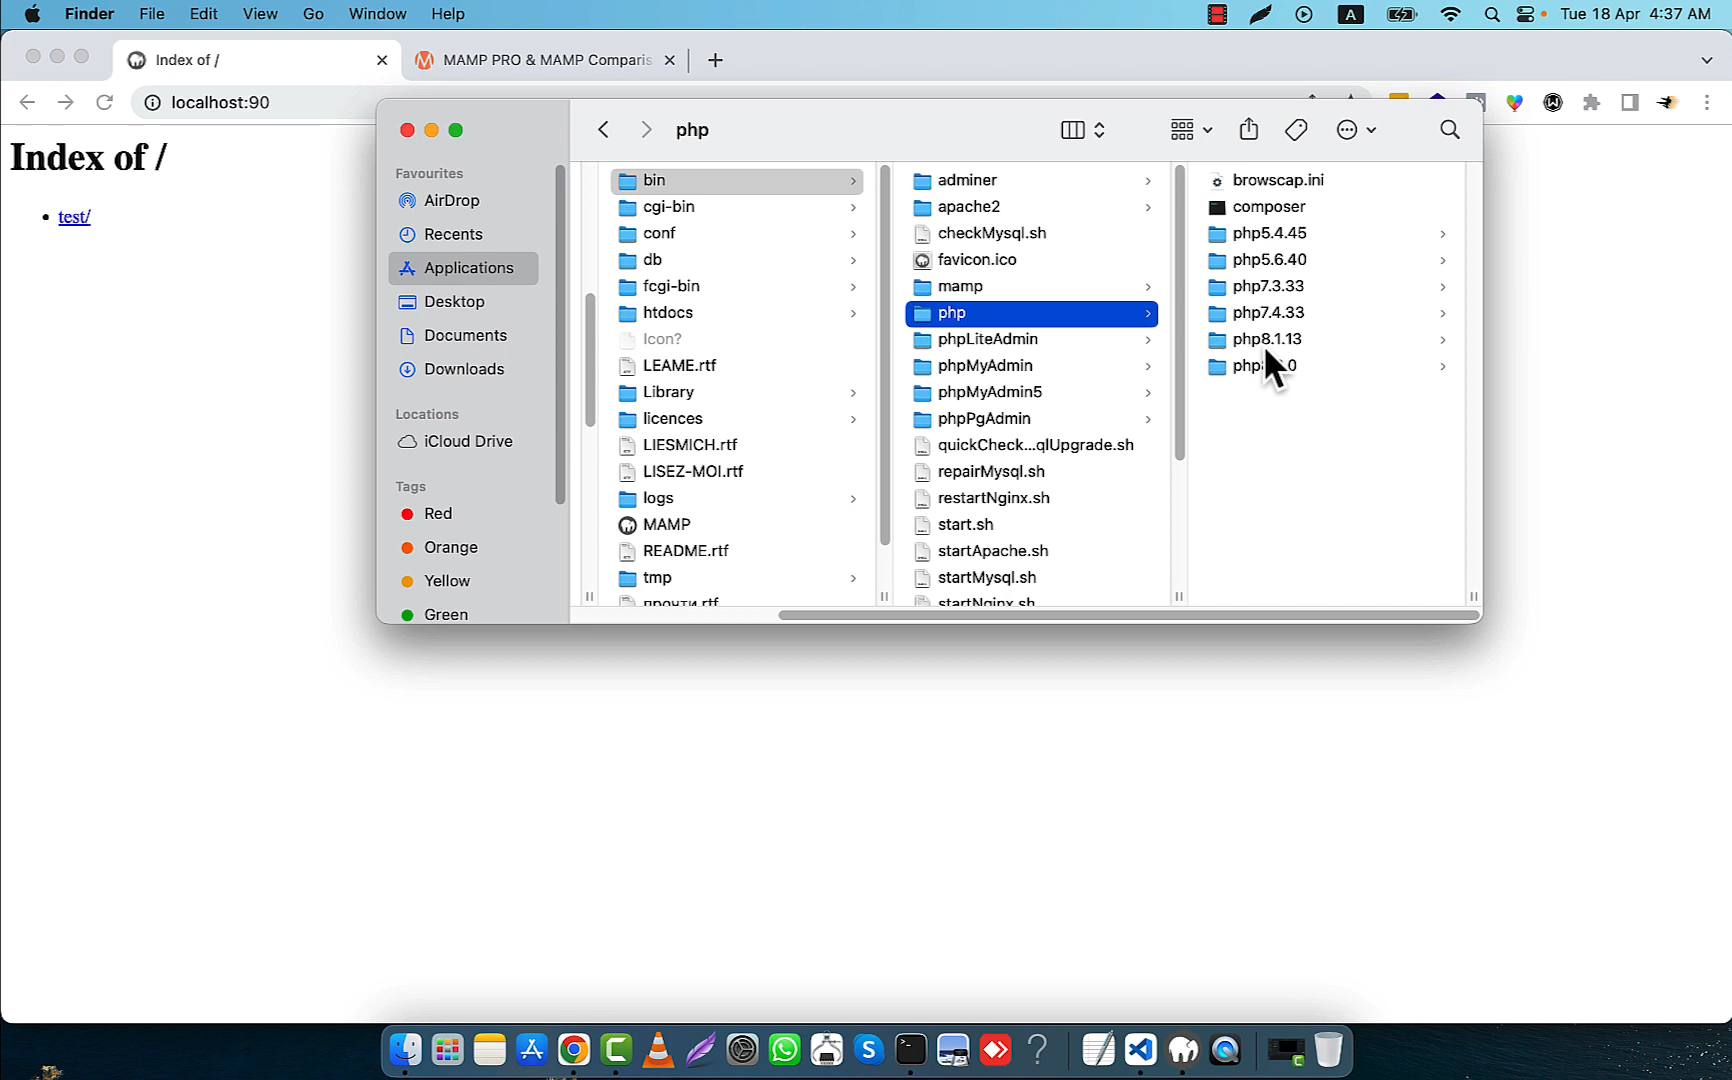 Finder File Edit View Go Window Help
A
Tue 18 Apr 4:37 AM
Index of /
MAMP PRO & MAMP Comparis
localhost:90
Index of /
test/
php
Favourites
AirDrop
Recents
Applications
Desktop
Documents
Downloads
Locations
iCloud Drive
Tags
Red
Orange
Yellow
Green
bin
cgi-bin
conf
db
fcgi-bin
htdocs
Icon?
LEAME.rtf
Library
licences
LIESMICH.rtf
LISEZ-MOI.rtf
logs
MAMP
README.rtf
tmp
прочти.rtf
adminer
apache2
checkMysql.sh
favicon.ico
mamp
php
phpLiteAdmin
phpMyAdmin
phpMyAdmin5
phpPgAdmin
quickCheck...qlUpgrade.sh
repairMysql.sh
restartNginx.sh
start.sh
startApache.sh
startMysql.sh
startNginx.sh
browscap.ini
composer
php5.4.45
php5.6.40
php7.3.33
php7.4.33
php8.1.13